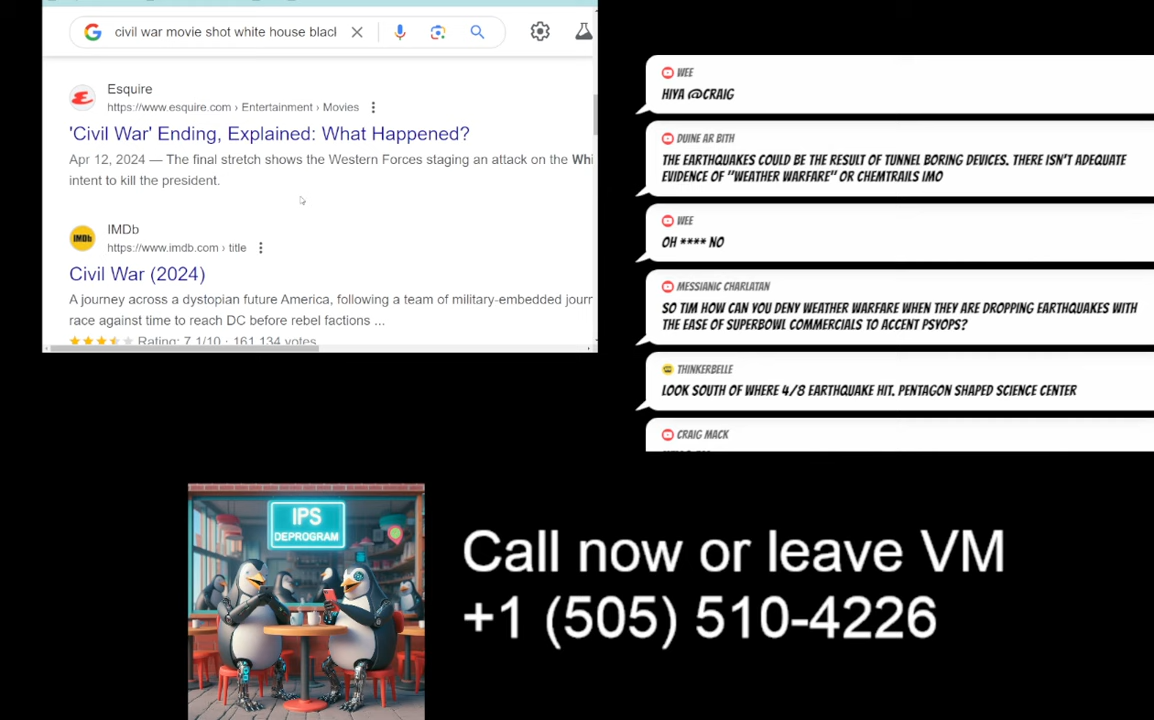 civil war movie shot white house blacl
Esquire
https://www.esquire.com › Entertainment › Movies
'Civil War' Ending, Explained: What Happened?
Apr 12, 2024 — The final stretch shows the Western Forces staging an attack on the Whi
intent to kill the president.
IMDb
IMDb
https://www.imdb.com › title
Civil War (2024)
A journey across a dystopian future America, following a team of military-embedded jour
race against time to reach DC before rebel factions ...
Rating: 7.1/10 · 161,134 votes
WEE
HIYA @CRAIG
DUINE AR BITH
THE EARTHQUAKES COULD BE THE RESULT OF TUNNEL BORING DEVICES. THERE ISN'T ADEQUATE
EVIDENCE OF "WEATHER WARFARE" OR CHEMTRAILS IMO
WEE
OH **** NO
MESSIANIC CHARLATAN
SO TIM HOW CAN YOU DENY WEATHER WARFARE WHEN THEY ARE DROPPING EARTHQUAKES WITH
THE EASE OF SUPERBOWL COMMERCIALS TO ACCENT PSYOPS?
THINKERBELLE
LOOK SOUTH OF WHERE 4/8 EARTHQUAKE HIT. PENTAGON SHAPED SCIENCE CENTER
CRAIG MACK
IPS
DEPROGRAM
Call now or leave VM
+1 (505) 510-4226